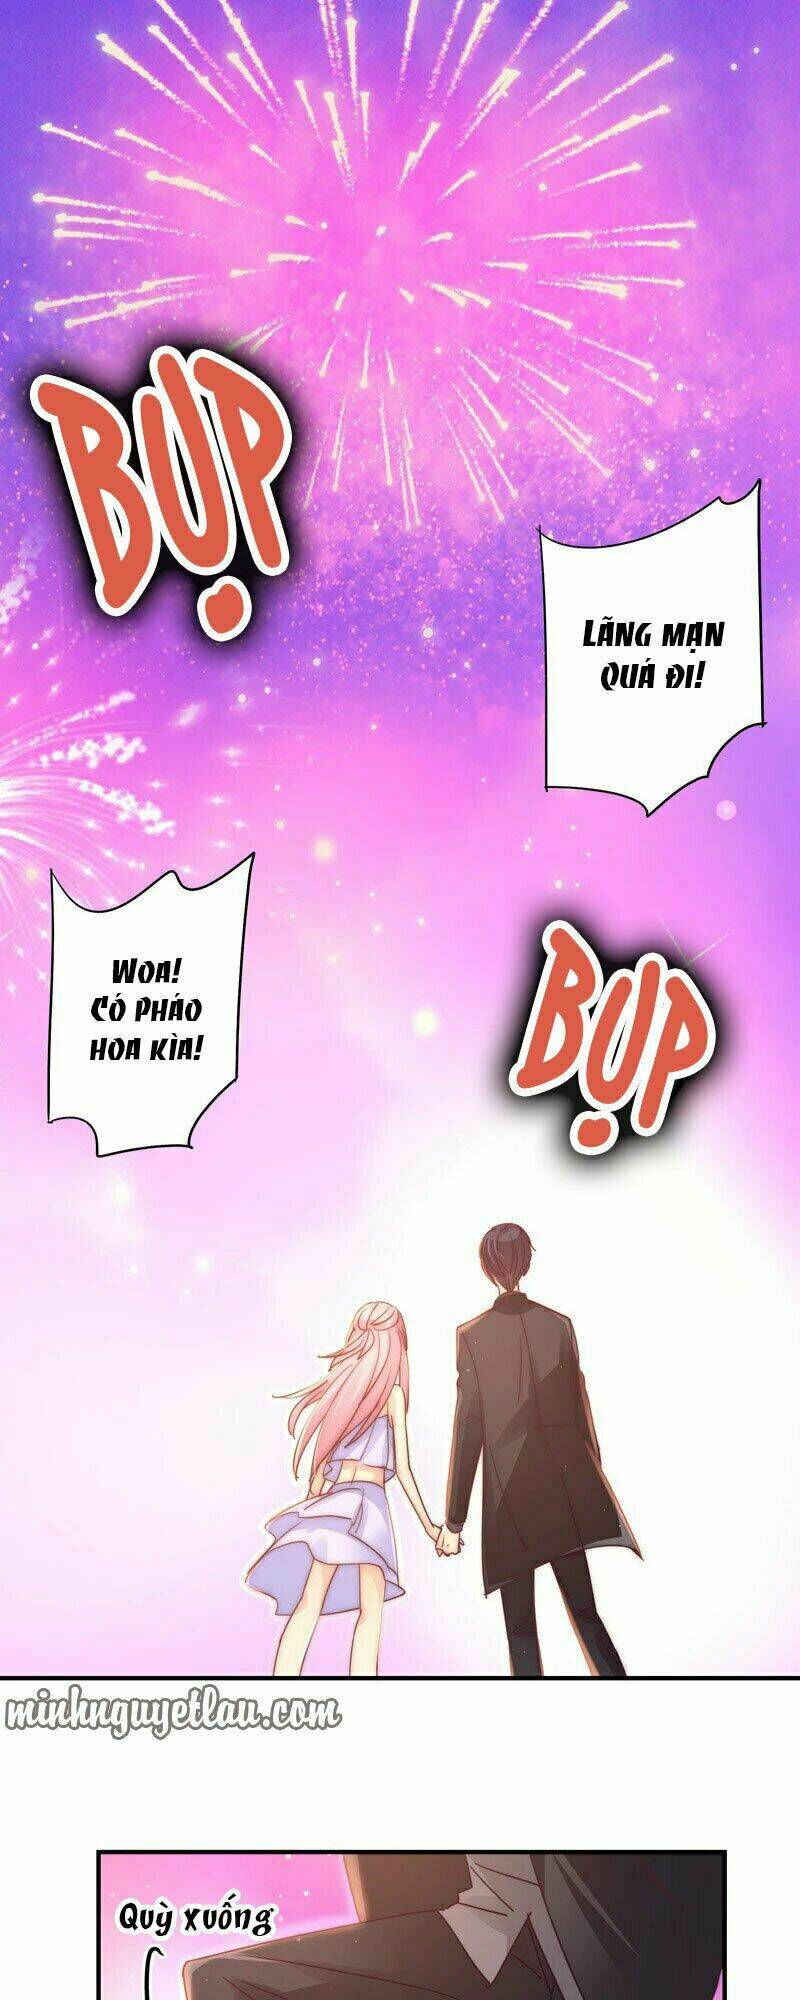 BỤP
LÃNG MẠN
QUÁ ĐI!
WOA!
CÓ PHÁO
HOA KÌA!
BỤP
minhnguyetlau.com
Quỳ xuống